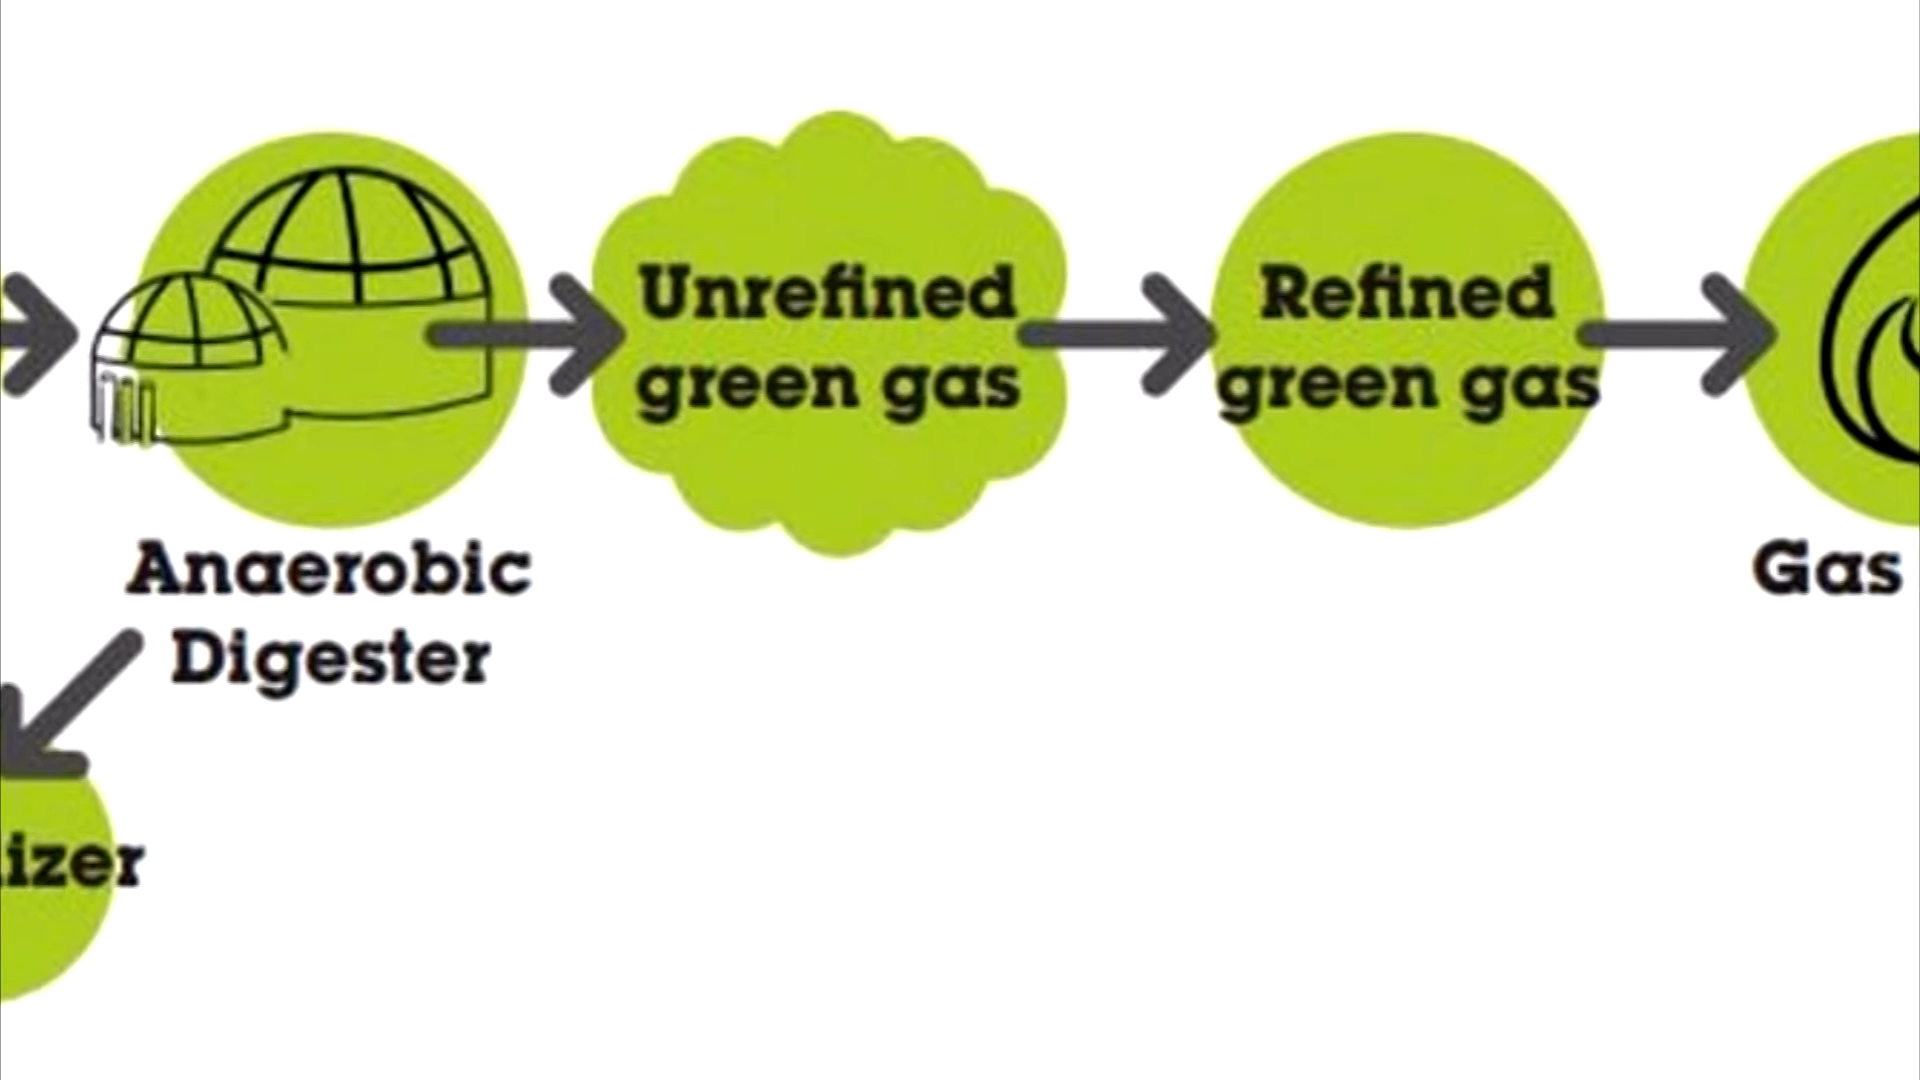 Unrefined
green gas
Refined
green gas
Anaerobic
Digester
Gas
izer